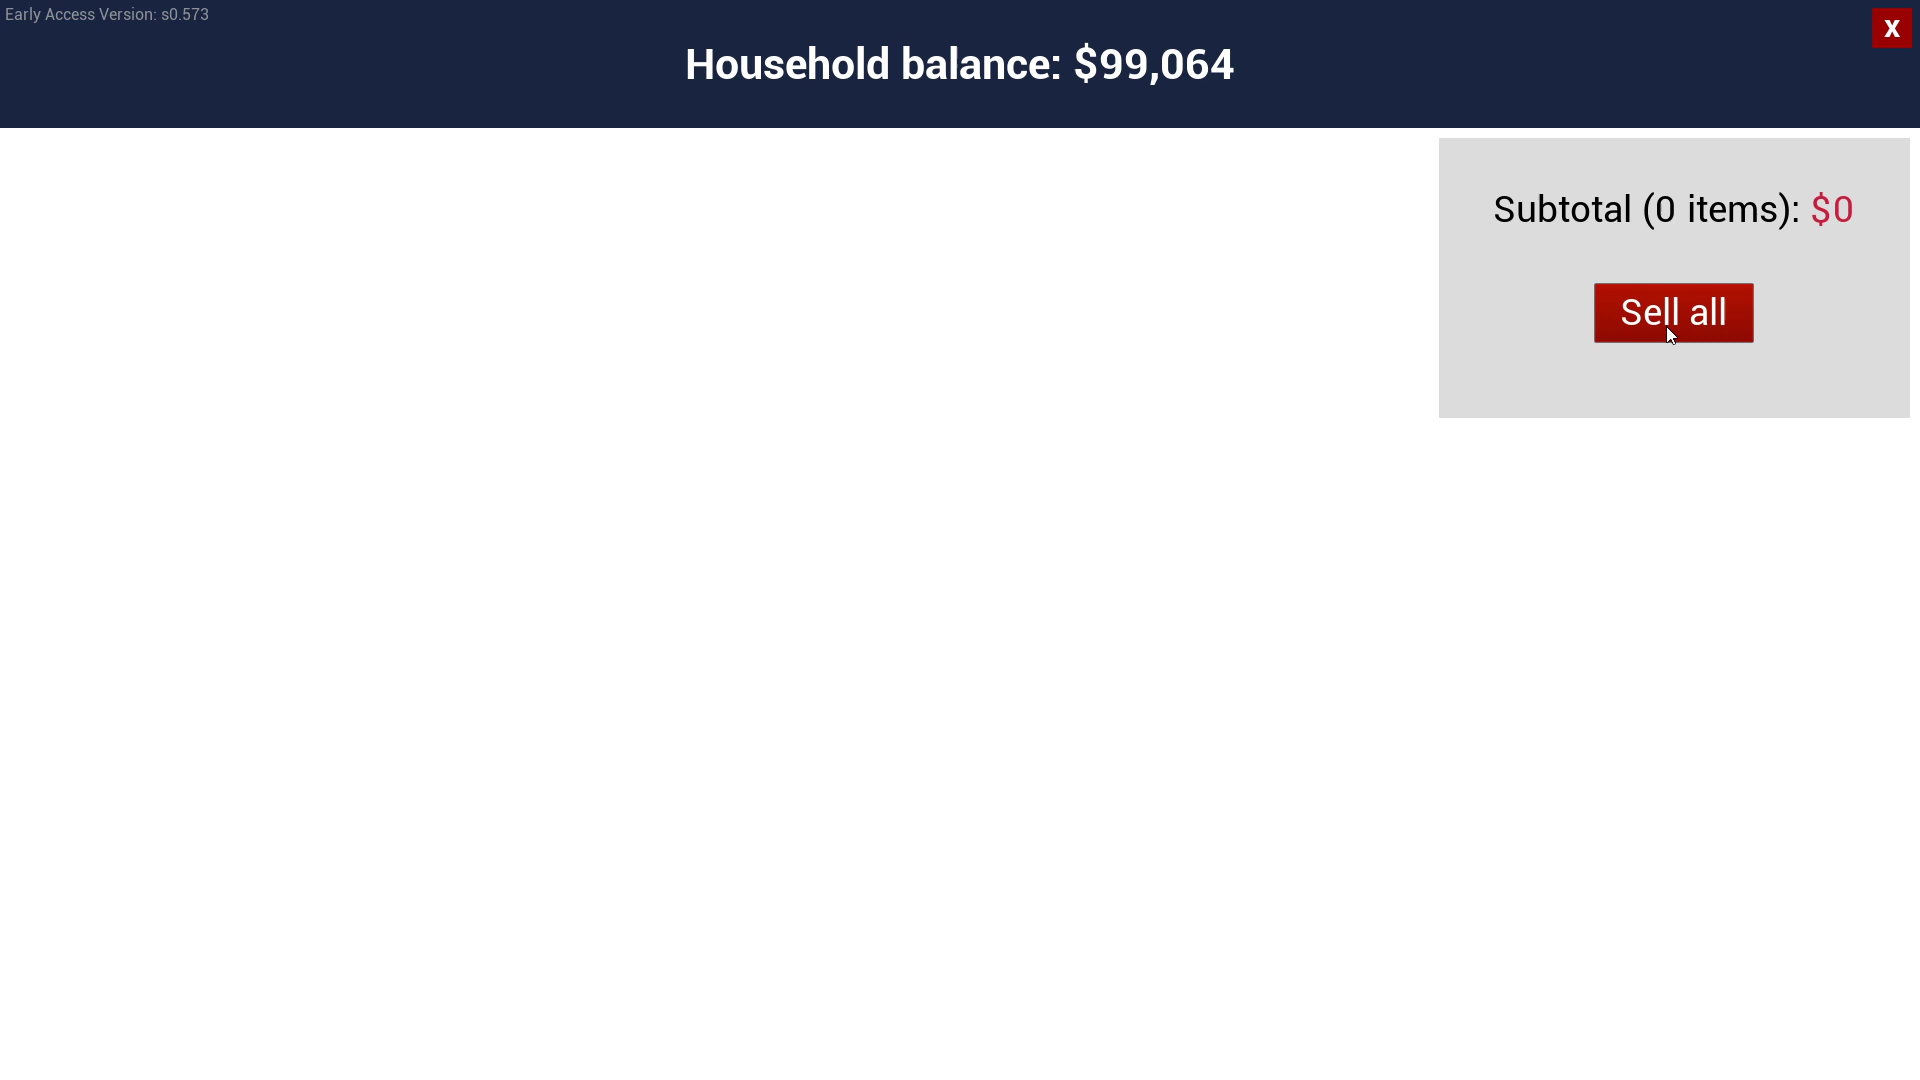 Early Access Version: s0.573
X
Household balance: $99,064
Subtotal (0 items): $0
Sell all